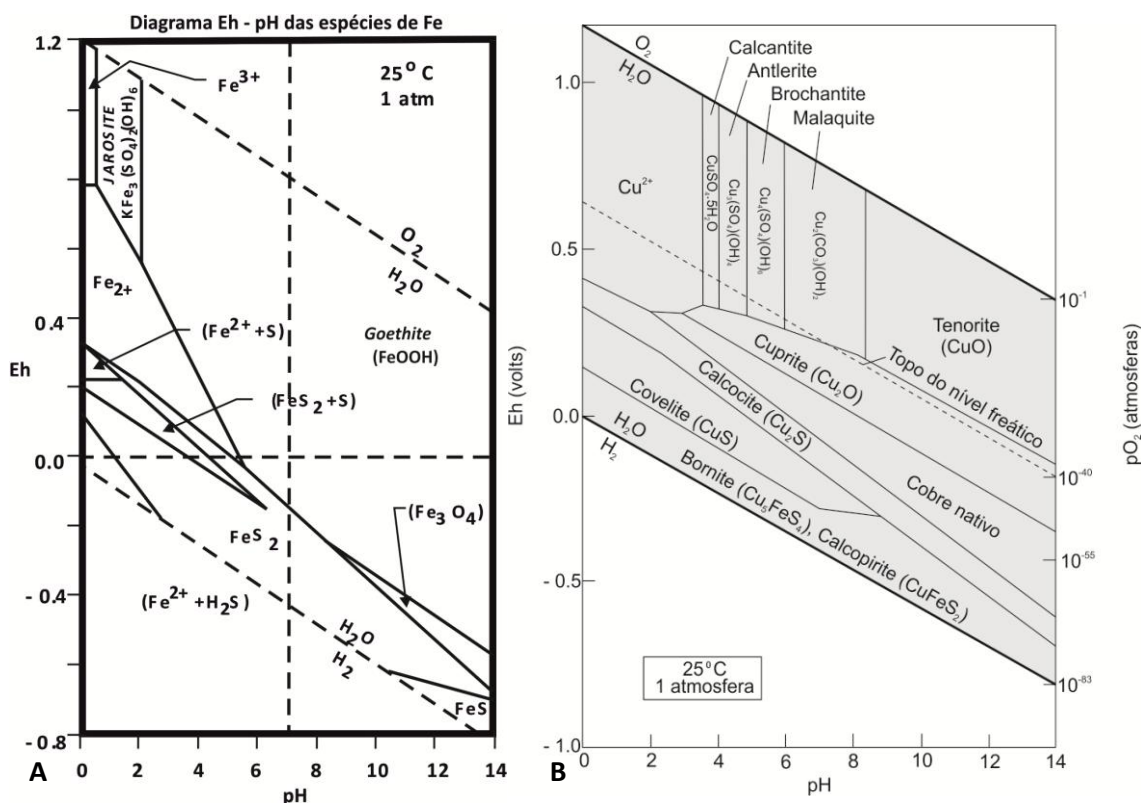 Diagrama Eh - pH das espécies de Fe
1.2
0.4
Eh
0.0
- 0.4
- 0.8
Fe3+
25o C
1 atm
JAROSITE
KFe3 (SO4)2(OH)6
O2
H2O
Fe2+
Goethite
(FeOOH)
(Fe2+ +S)
(FeS2 +S)
(Fe3 O4)
FeS2
(Fe2+ +H2S)
H2O
H2
FeS
0 2 4 6 8 10 12 14
pH
A
Eh (volts)
1.0
0.5
0.0
- 0.5
- 1.0
O2
H2O
Calcantite
Antlerite
Brochantite
Malaquite
Cu2+
CuSO4.5H2O
Cu3(SO4)(OH)4
Cu4(SO4)(OH)6
Cu2(CO3)(OH)2
Tenorite
(CuO)
Cuprite (Cu2O)
Topo do nível freático
Calcocite (Cu2S)
Covelite (CuS)
Cobre nativo
H2O
H2
Bornite (Cu5FeS4), Calcopirite (CuFeS2)
25oC
1 atmosfera
10-1
10-40
10-55
10-83
pO2 (atmosferas)
0 2 4 6 8 10 12 14
pH
B